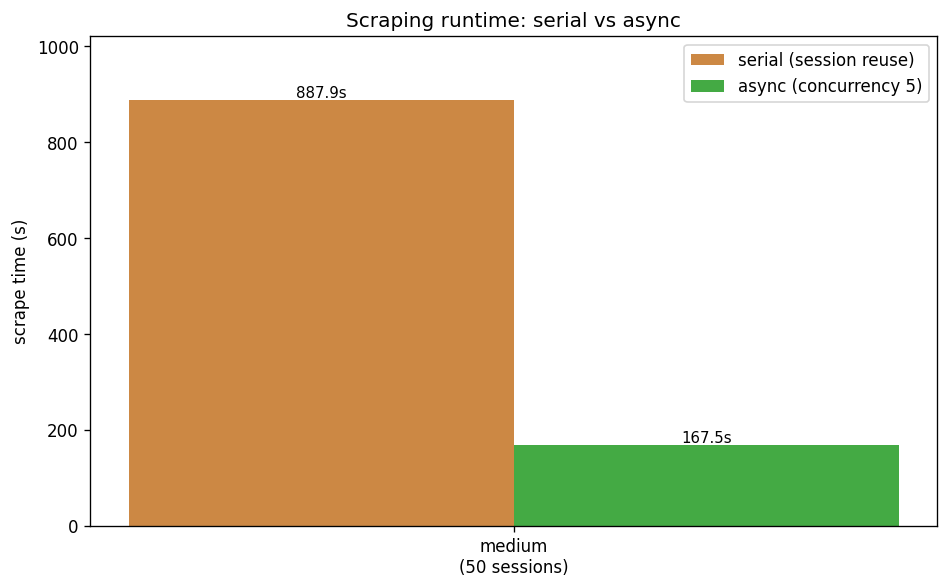 Scraping runtime: serial vs async
serial (session reuse)
async (concurrency 5)
scrape time (s)
1000
800
600
400
200
0
887.9s
167.5s
medium
(50 sessions)